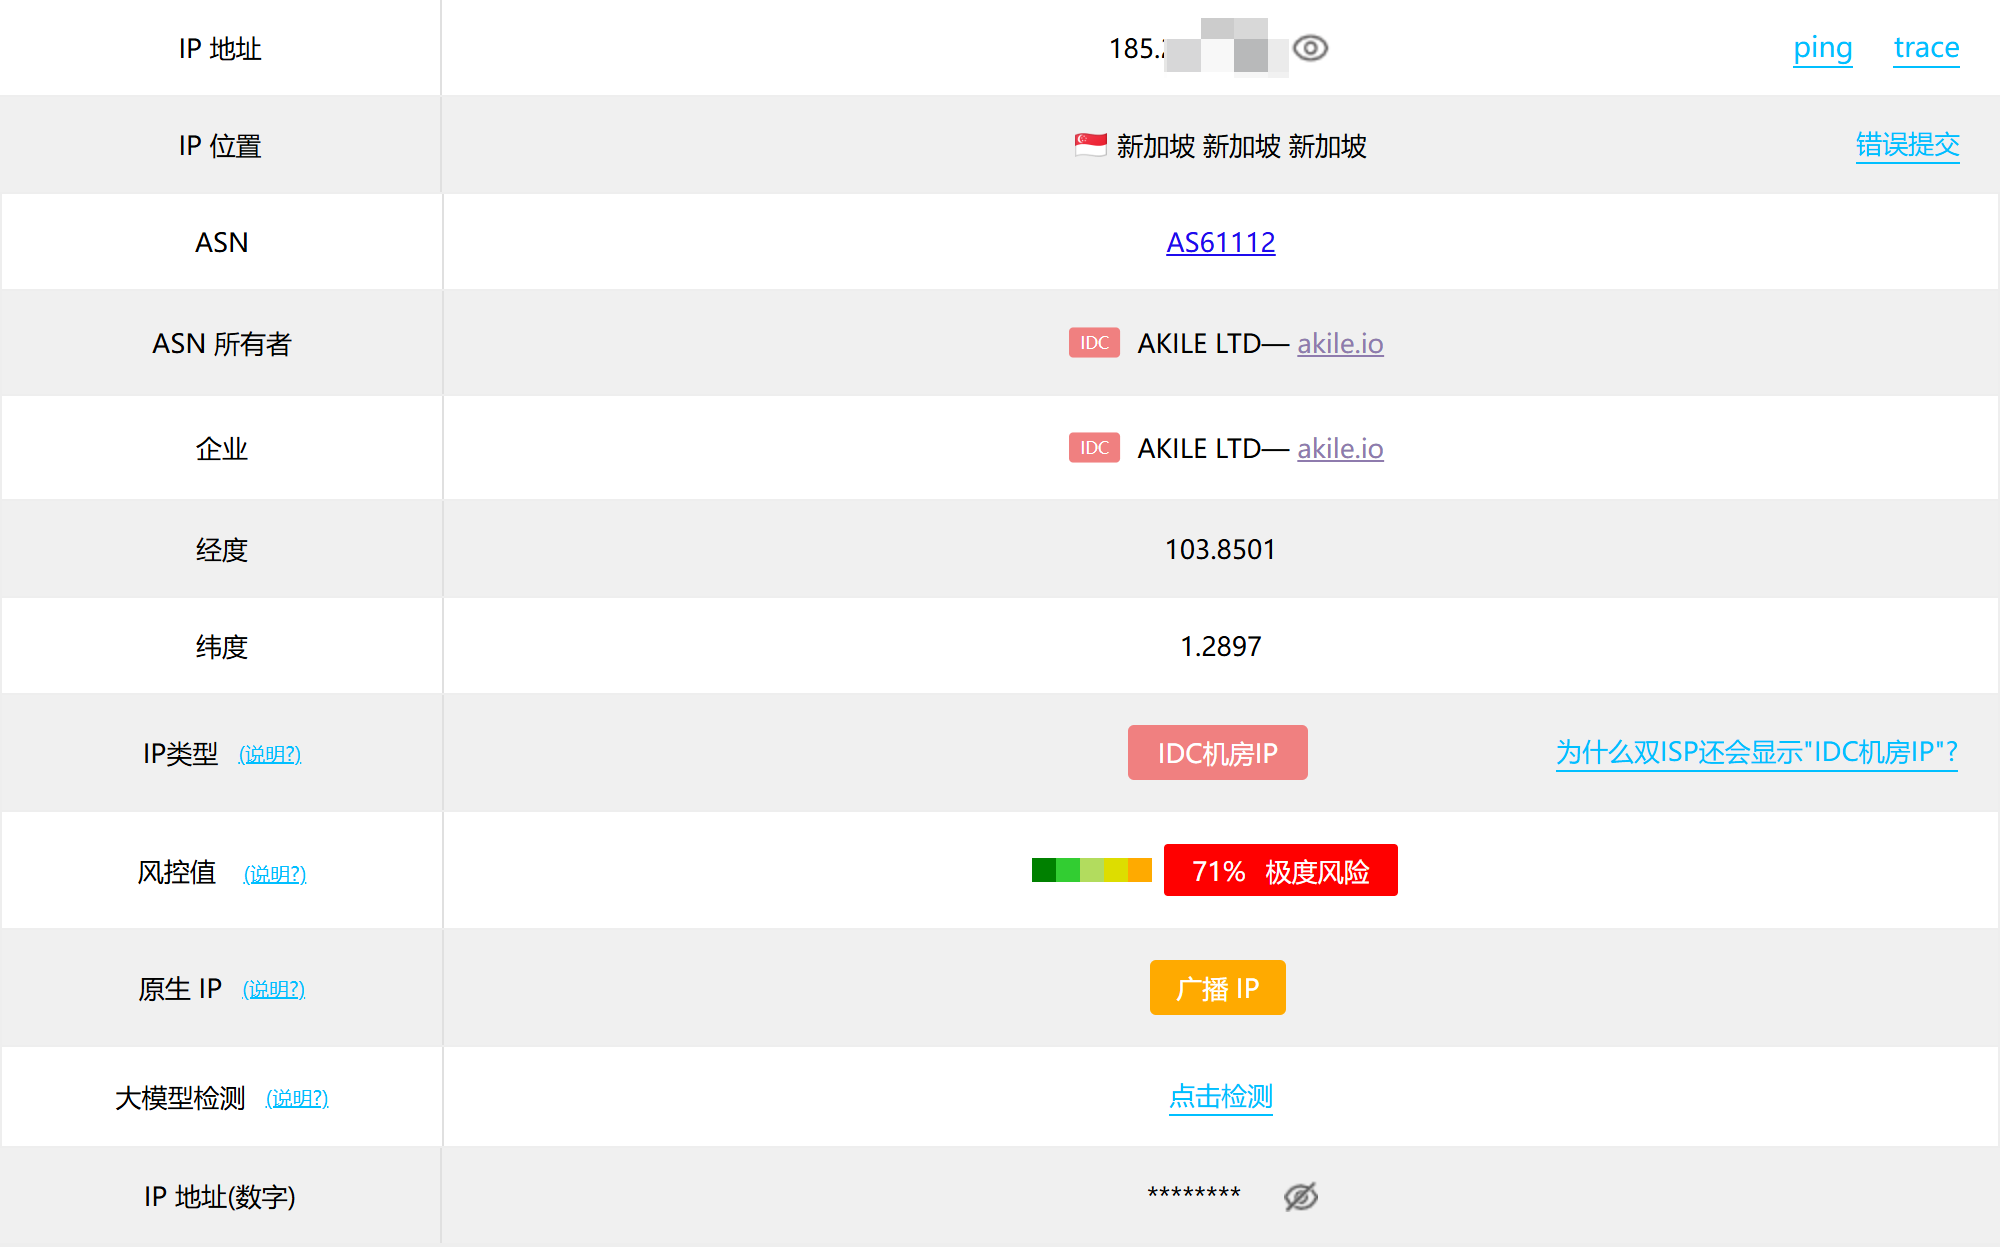 IP 地址
185.
ping
trace
IP 位置
新加坡 新加坡 新加坡
错误提交
ASN
AS61112
ASN 所有者
IDC AKILE LTD— akile.io
企业
IDC AKILE LTD— akile.io
经度
103.8501
纬度
1.2897
IP类型 (说明?)
IDC机房IP
为什么双ISP还会显示"IDC机房IP"?
风控值 (说明?)
71% 极度风险
原生 IP (说明?)
广播 IP
大模型检测 (说明?)
点击检测
IP 地址(数字)
********